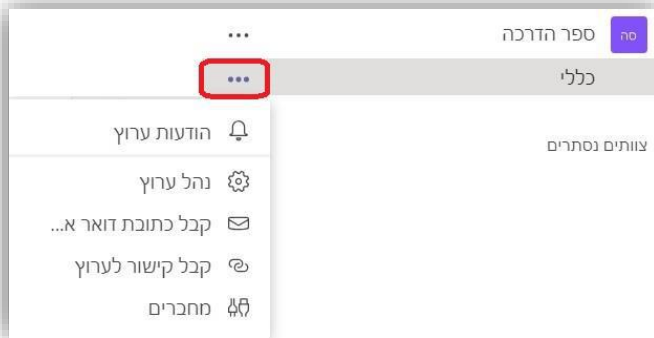 סה ספר הדרכה ...
כללי ...
הודעות ערוץ
צוותים נסתרים
נהל ערוץ
קבל כתובת דואר א...
קבל קישור לערוץ
מחברים